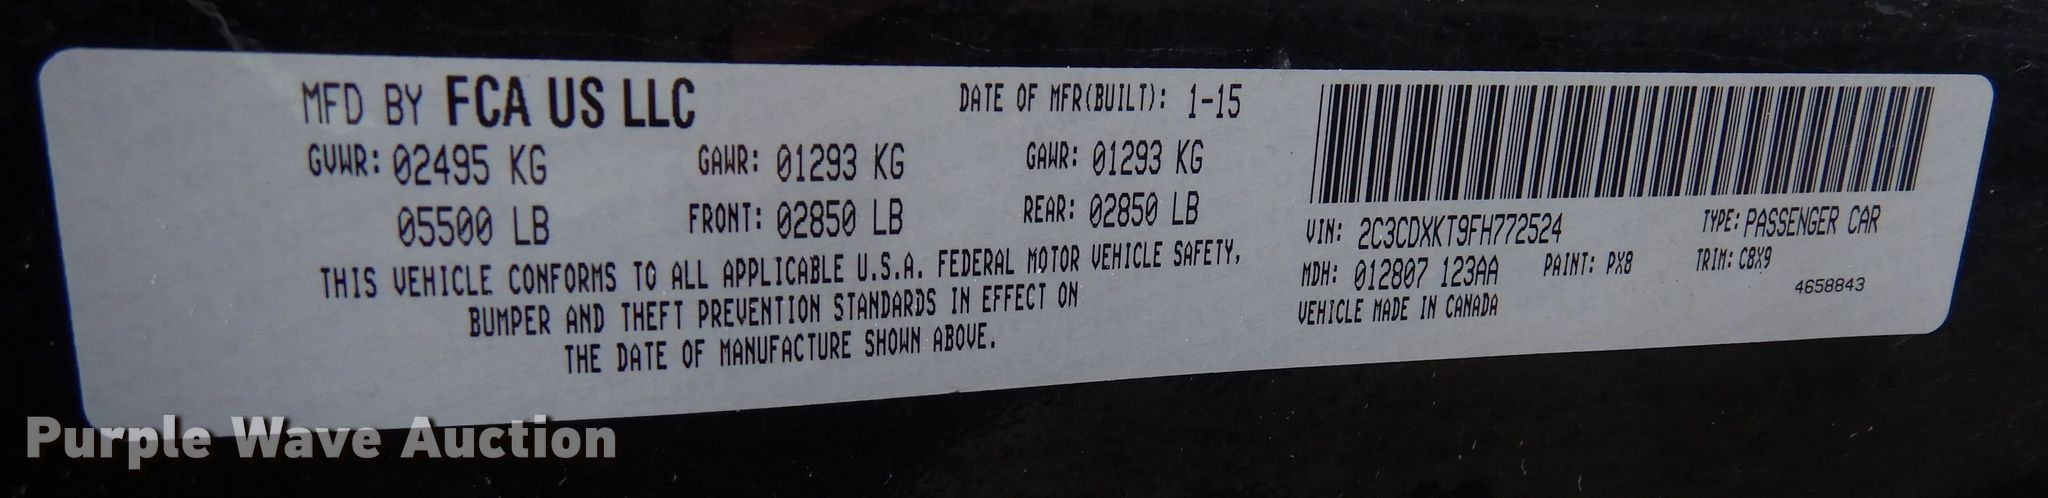 MFD BY FCA US LLC
DATE OF MFR(BUILT): 1-15
GVWR: 02495 KG
05500 LB
GAWR: 01293 KG
FRONT: 02850 LB
GAWR: 01293 KG
REAR: 02850 LB
THIS VEHICLE CONFORMS TO ALL APPLICABLE U.S.A. FEDERAL MOTOR VEHICLE SAFETY,
BUMPER AND THEFT PREVENTION STANDARDS IN EFFECT ON
THE DATE OF MANUFACTURE SHOWN ABOVE.
VIN: 2C3CDXKT9FH772524
TYPE: PASSENGER CAR
MDH: 012807 123AA
PAINT: PX8
TRIM: C8X9
VEHICLE MADE IN CANADA
4658843
Purple Wave Auction